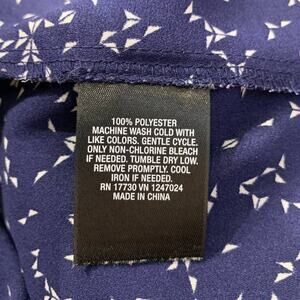 100% POLYESTER
MACHINE WASH COLD WITH
LIKE COLORS. GENTLE CYCLE.
ONLY NON-CHLORINE BLEACH
IF NEEDED. TUMBLE DRY LOW.
REMOVE PROMPTLY. COOL
IRON IF NEEDED.
RN 17730 VN 1247024
MADE IN CHINA